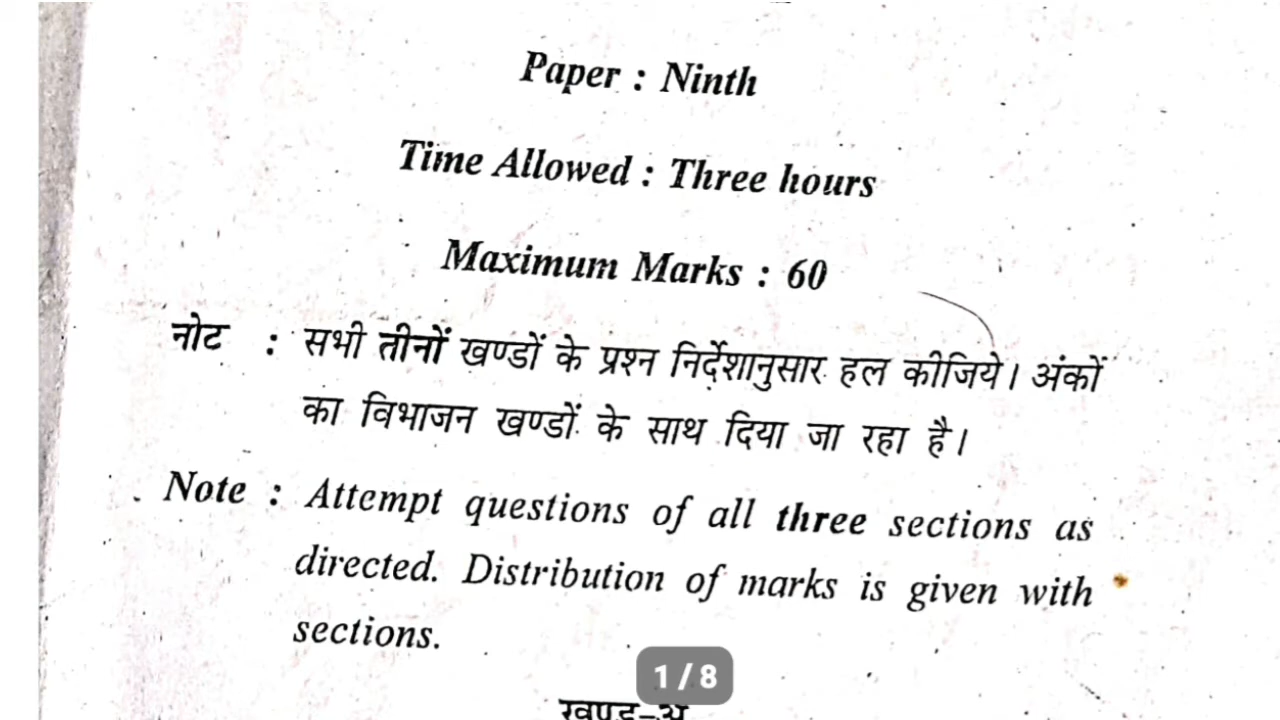 Paper : Ninth
Time Allowed : Three hours
Maximum Marks : 60
नोट : सभी तीनों खण्डों के प्रश्न निर्देशानुसार हल कीजिये। अंकों
का विभाजन खण्डों के साथ दिया जा रहा है।
Note : Attempt questions of all three sections as
directed. Distribution of marks is given with
sections.
1 / 8
खण्ड-अ